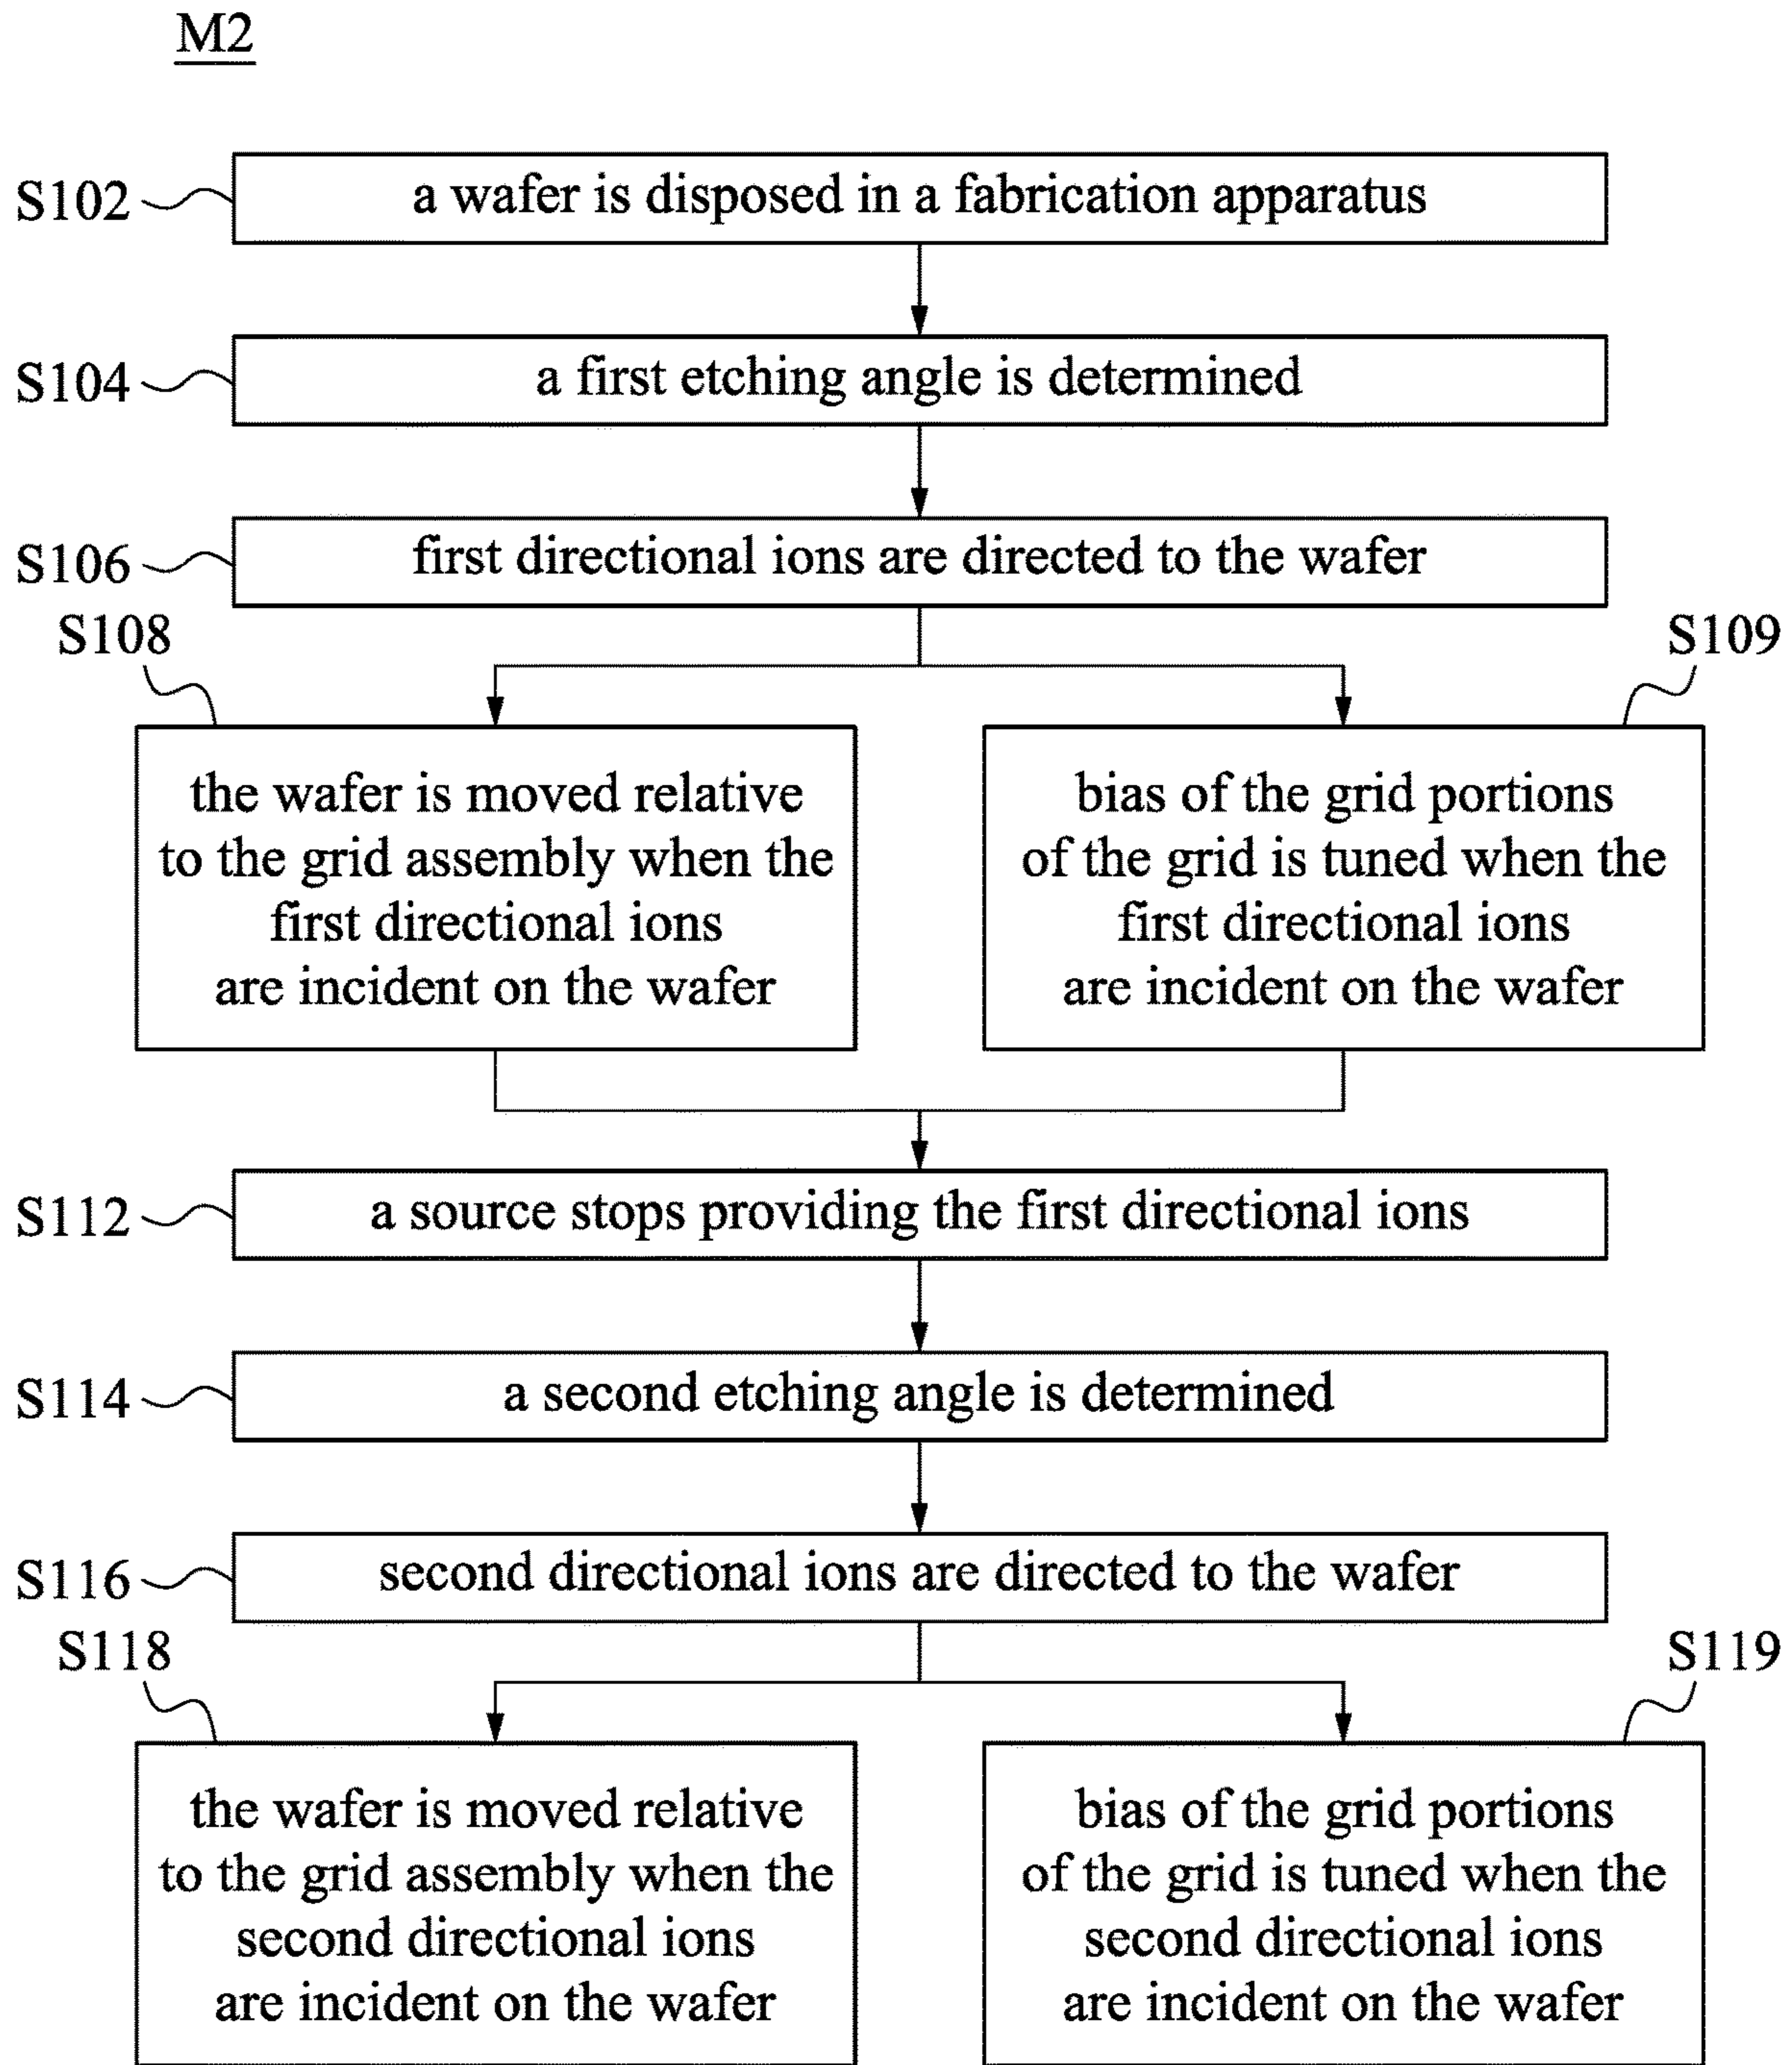 M2
S102
a wafer is disposed in a fabrication apparatus
S104
a first etching angle is determined
S106
first directional ions are directed to the wafer
S108
the wafer is moved relative
to the grid assembly when the
first directional ions
are incident on the wafer
S109
bias of the grid portions
of the grid is tuned when the
first directional ions
are incident on the wafer
S112
a source stops providing the first directional ions
S114
a second etching angle is determined
S116
second directional ions are directed to the wafer
S118
the wafer is moved relative
to the grid assembly when the
second directional ions
are incident on the wafer
S119
bias of the grid portions
of the grid is tuned when the
second directional ions
are incident on the wafer